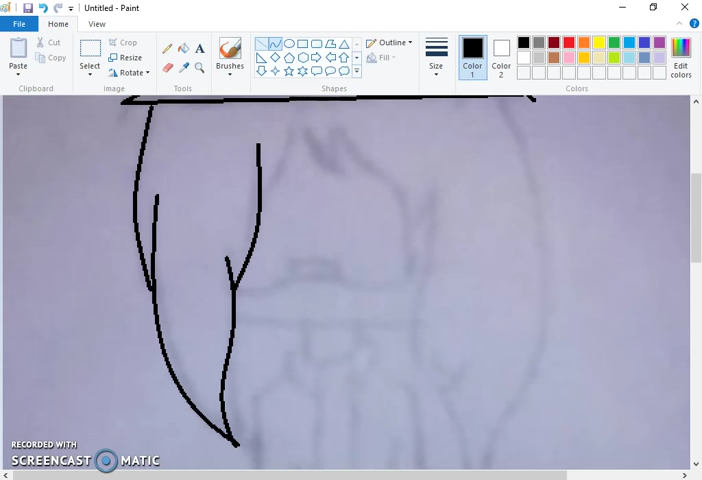 Untitled - Paint
File
Home
View
Paste
Cut
Copy
Clipboard
Select
Crop
Resize
Rotate
Image
A
Tools
Brushes
Outline
Fill
Shapes
Size
Color
1
Color
2
Edit
colors
Colors
RECORDED WITH
SCREENCAST MATIC